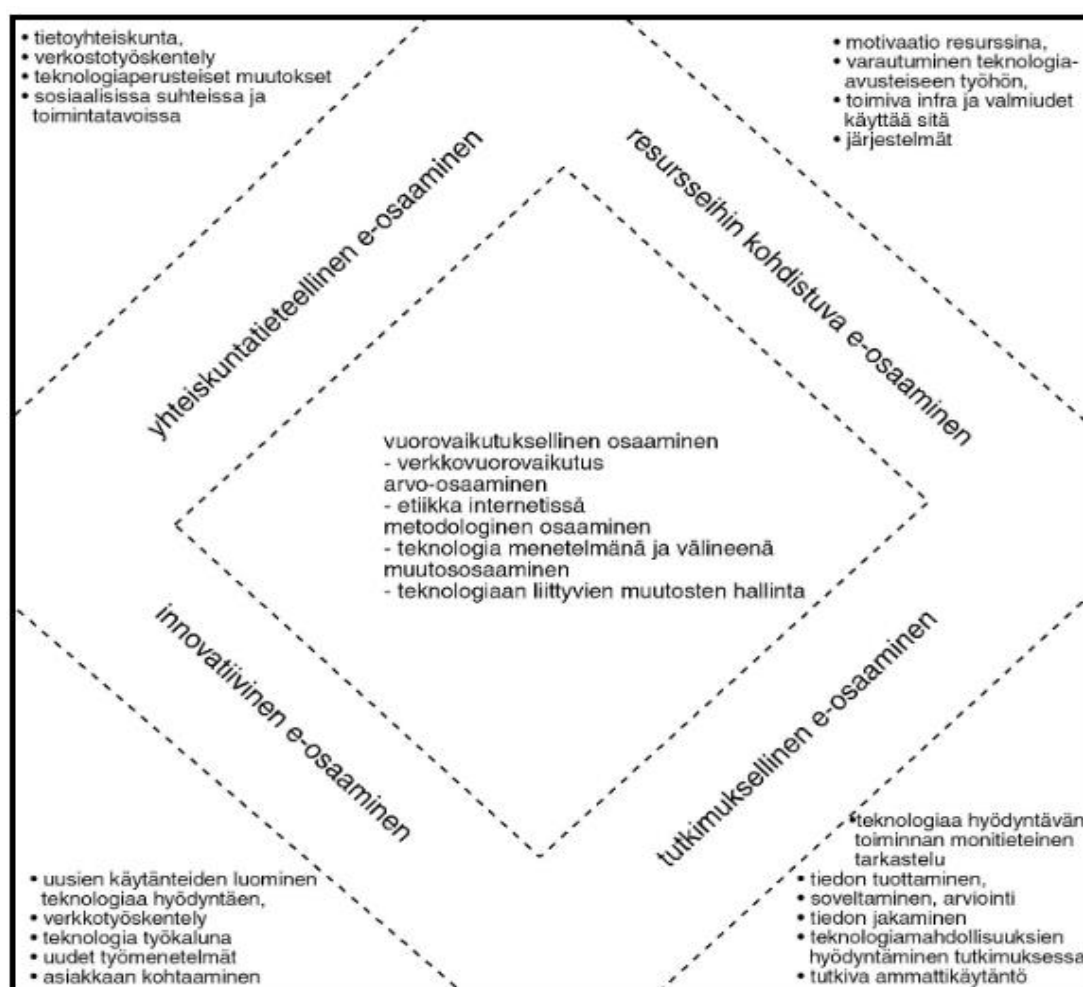 • tietoyhteiskunta,
• verkostotyöskentely
• teknologiaperusteiset muutokset
• sosiaalisissa suhteissa ja
toimintatavoissa
• motivaatio resurssina,
• varautuminen teknologia-
avusteiseen työhön,
• toimiva infra ja valmiudet
käyttää sitä
• järjestelmät
yhteiskuntatieteellinen e-osaaminen
resursseihin kohdistuva e-osaaminen
vuorovaikutuksellinen osaaminen
- verkkovuorovaikutus
arvo-osaaminen
- etiikka internetissä
metodologinen osaaminen
- teknologia menetelmänä ja välineenä
muutososaaminen
- teknologiaan liittyvien muutosten hallinta
innovatiivinen e-osaaminen
tutkimuksellinen e-osaaminen
• uusien käytänteiden luominen
teknologiaa hyödyntäen,
• verkkotyöskentely
• teknologia työkaluna
• uudet työmenetelmät
• asiakkaan kohtaaminen
• teknologiaa hyödyntävän
toiminnan monitieteinen
tarkastelu
• tiedon tuottaminen,
• soveltaminen, arviointi
• tiedon jakaminen
• teknologiamahdollisuuksien
hyödyntäminen tutkimuksessa
• tutkiva ammattikäytäntö